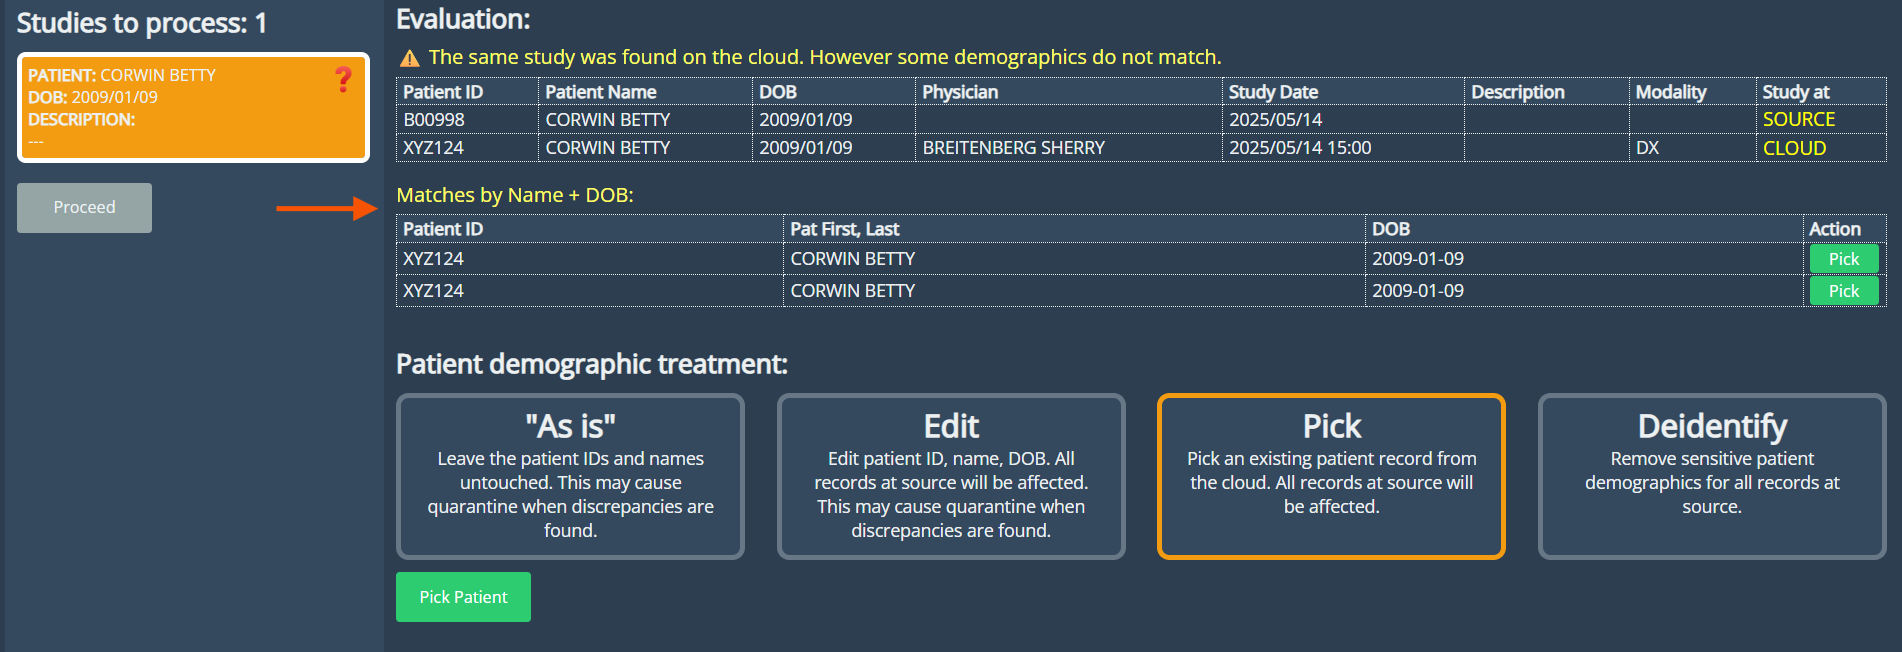 Studies to process: 1
PATIENT: CORWIN BETTY
DOB: 2009/01/09
DESCRIPTION:
---
Proceed
Evaluation:
The same study was found on the cloud. However some demographics do not match.
Patient ID Patient Name DOB Physician Study Date Description Modality Study at
B00998 CORWIN BETTY 2009/01/09 2025/05/14 SOURCE
XYZ124 CORWIN BETTY 2009/01/09 BREITENBERG SHERRY 2025/05/14 15:00 DX CLOUD
Matches by Name + DOB:
Patient ID Pat First, Last DOB Action
XYZ124 CORWIN BETTY 2009-01-09 Pick
XYZ124 CORWIN BETTY 2009-01-09 Pick
Patient demographic treatment:
"As is"
Leave the patient IDs and names
untouched. This may cause
quarantine when discrepancies are
found.
Edit
Edit patient ID, name, DOB. All
records at source will be affected.
This may cause quarantine when
discrepancies are found.
Pick
Pick an existing patient record from
the cloud. All records at source will
be affected.
Deidentify
Remove sensitive patient
demographics for all records at
source.
Pick Patient